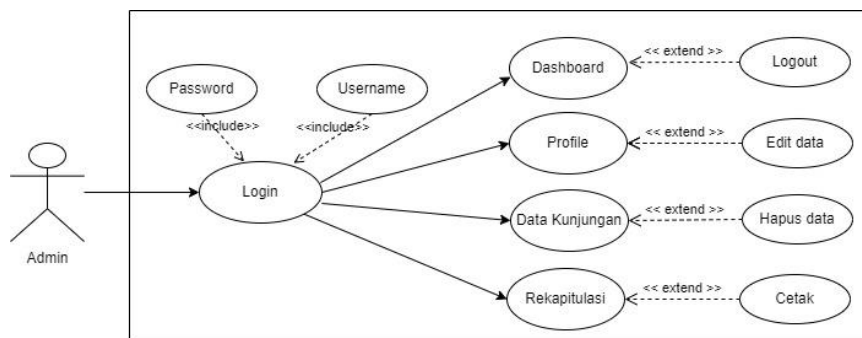 << extend >>
Dashboard
Logout
Password
Username
<<include>>
<<include>>
<< extend >>
Profile
Edit data
Login
<< extend >>
Data Kunjungan
Hapus data
Admin
<< extend >>
Rekapitulasi
Cetak